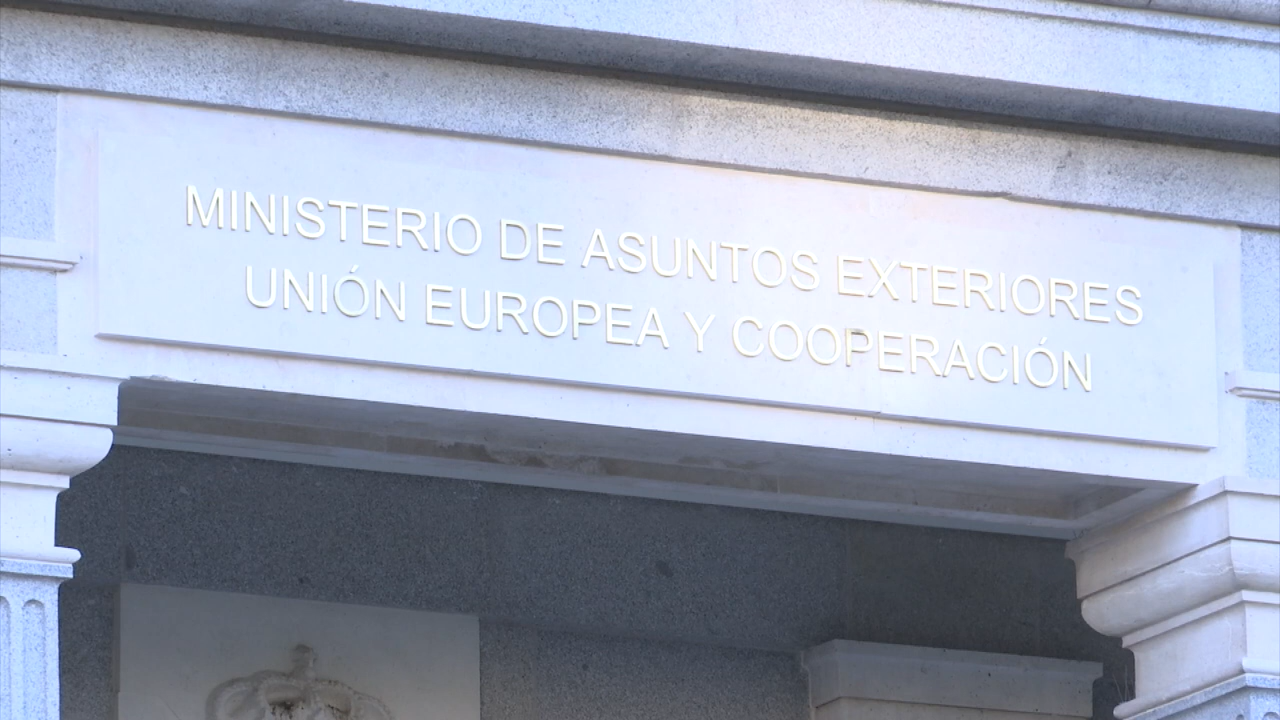 MINISTERIO DE ASUNTOS EXTERIORES
UNIÓN EUROPEA Y COOPERACIÓN